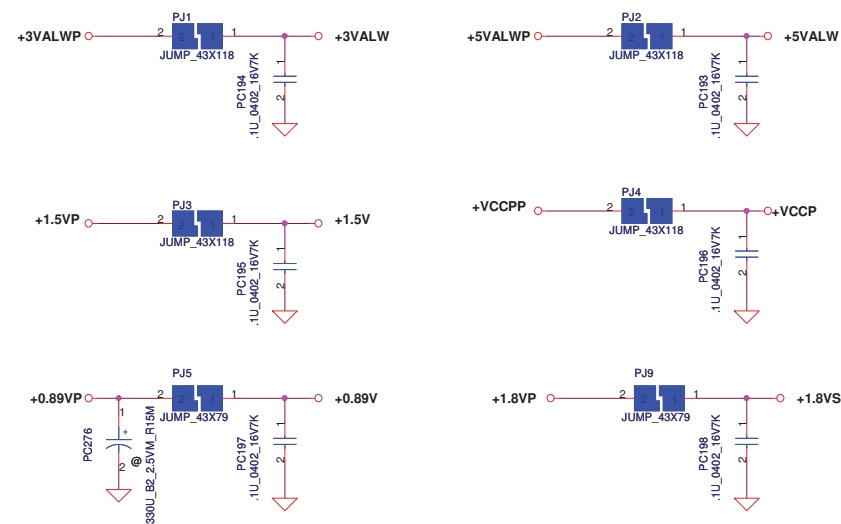 +3VALWP
2
PJ1
2
1
1
+3VALW
JUMP_43X118
1
2
PC194
.1U_0402_16V7K
+5VALWP
2
PJ2
2
1
1
+5VALW
JUMP_43X118
1
2
PC193
.1U_0402_16V7K
+1.5VP
2
PJ3
2
1
1
+1.5V
JUMP_43X118
1
2
PC195
.1U_0402_16V7K
+VCCPP
2
PJ4
2
1
1
+VCCP
JUMP_43X118
1
2
PC196
.1U_0402_16V7K
+0.89VP
2
PJ5
2
1
1
+0.89V
JUMP_43X79
1
+
2
@
PC276
330U_B2_2.5VM_R15M
1
2
PC197
.1U_0402_16V7K
+1.8VP
2
PJ9
2
1
1
+1.8VS
JUMP_43X79
1
2
PC198
.1U_0402_16V7K